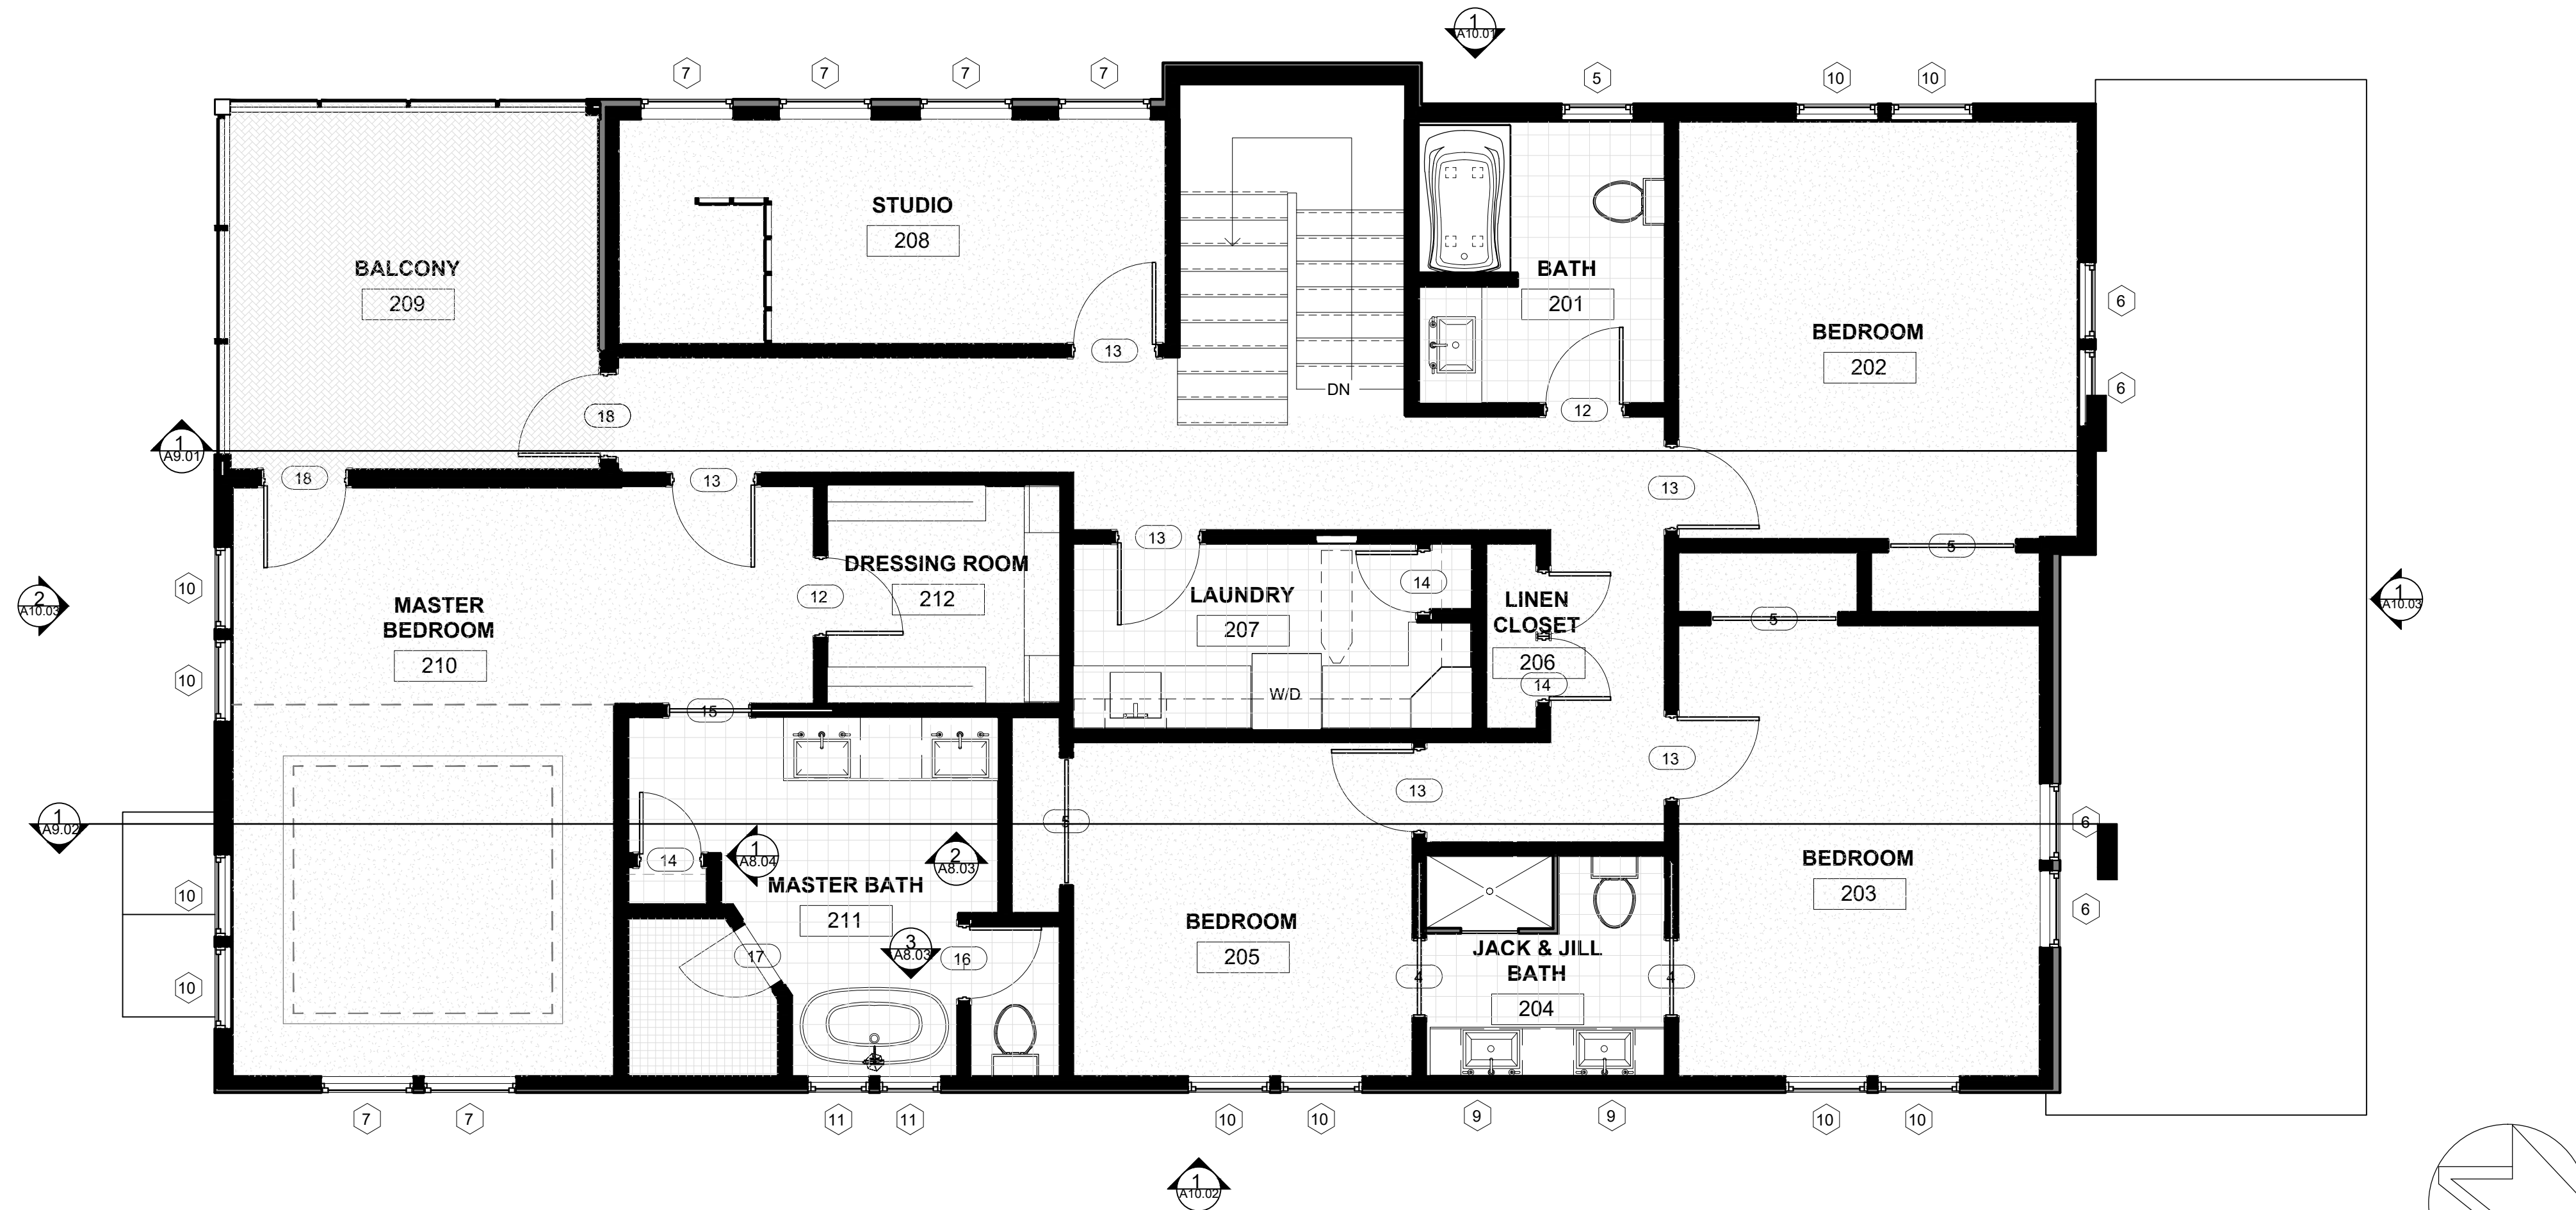 1
A10.01
7
7
7
7
5
10
10
STUDIO
208
BALCONY
209
BATH
201
BEDROOM
202
6
6
13
DN
12
18
1
A9.01
18
13
13
13
5
DRESSING ROOM
212
12
LAUNDRY
207
14
LINEN
CLOSET
206
14
W/D
5
2
A10.03
1
A10.03
10
10
MASTER
BEDROOM
210
15
13
13
1
A9.02
5
6
6
14
1
A8.04
2
A8.03
MASTER BATH
211
3
A8.03
17
16
BEDROOM
205
JACK & JILL
BATH
204
4
4
BEDROOM
203
10
10
7
7
11
11
10
10
9
9
10
10
1
A10.02